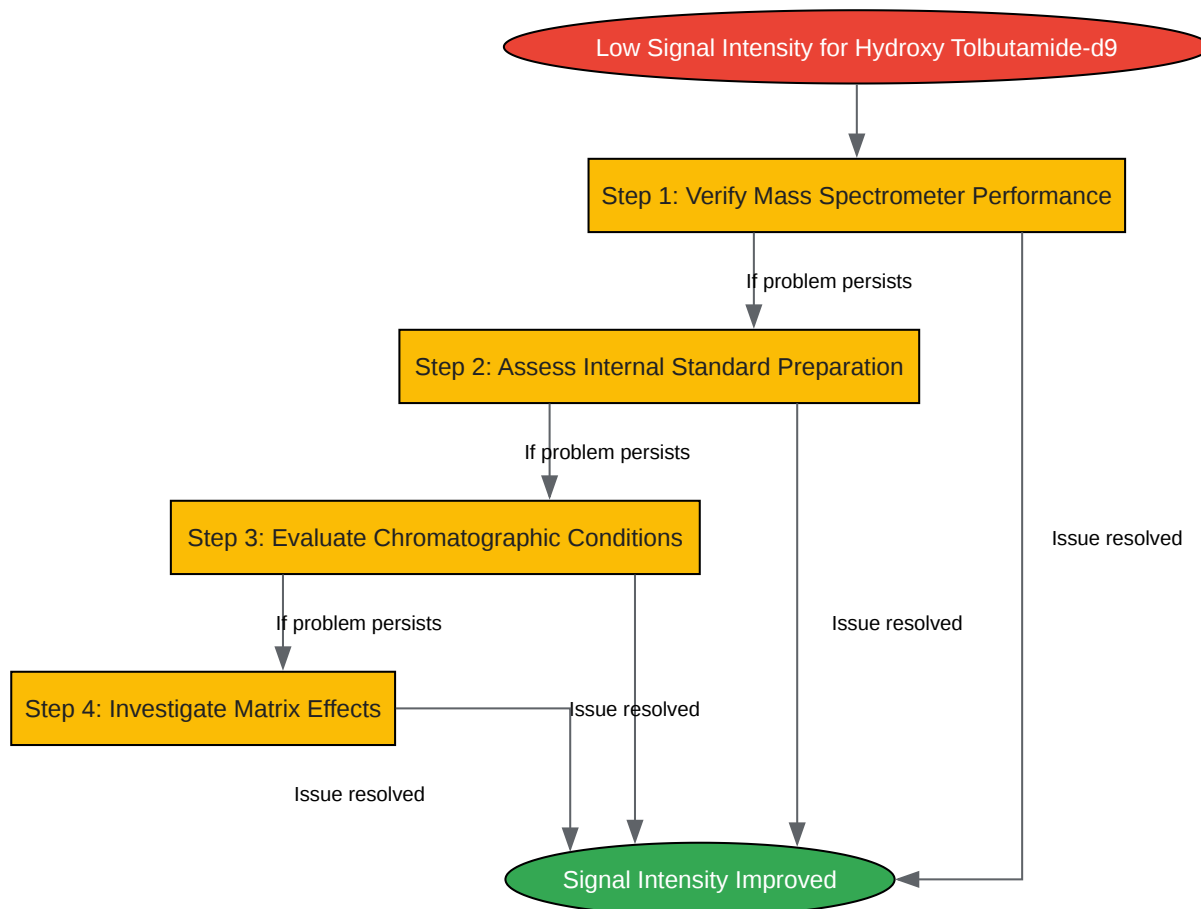 Low Signal Intensity for Hydroxy Tolbutamide-d9
Step 1: Verify Mass Spectrometer Performance
If problem persists
Step 2: Assess Internal Standard Preparation
If problem persists
Step 3: Evaluate Chromatographic Conditions
Issue resolved
If problem persists
Issue resolved
Step 4: Investigate Matrix Effects
Issue resolved
Issue resolved
Signal Intensity Improved